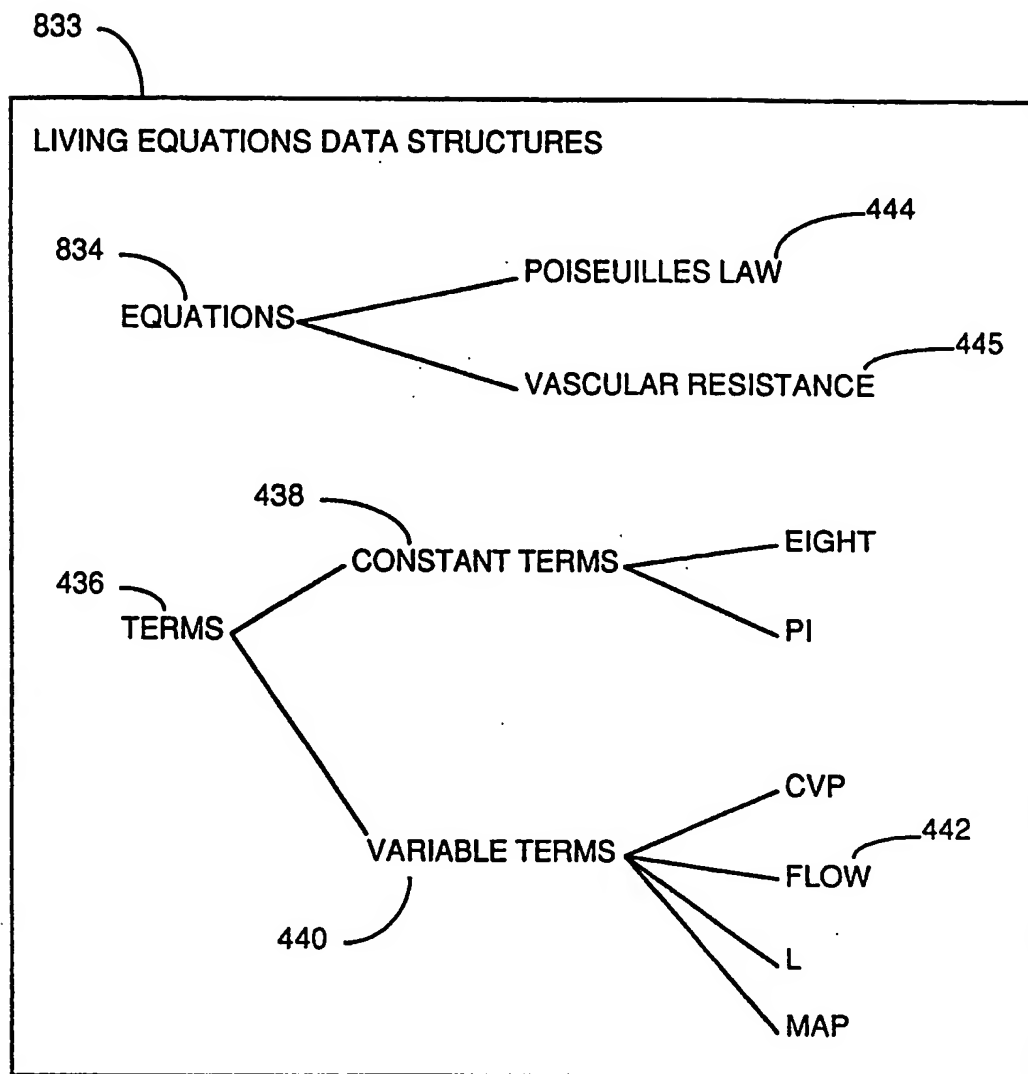 833
LIVING EQUATIONS DATA STRUCTURES
444
834
POISEUILLES LAW
EQUATIONS
445
VASCULAR RESISTANCE
438
EIGHT
CONSTANT TERMS
436
TERMS
PI
CVP
442
VARIABLE TERMS
FLOW
440
L
MAP